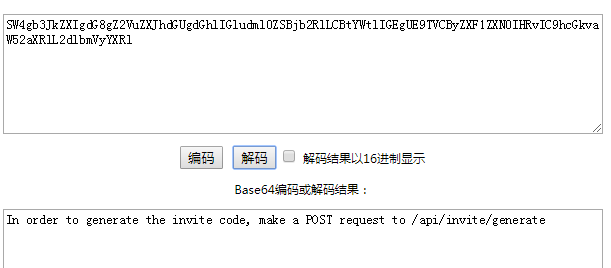 SW4gb3JkZXIgdG8gZ2VuZXJhdGUgdGhlIGludml0ZSBjb2RlLCBtYWtlIGEgUE9TVCByZXF1ZXN0IHRvIC9hcGkva
W52aXRlL2dlbmVyYXRl
编码 解码 解码结果以16进制显示
Base64编码或解码结果：
In order to generate the invite code, make a POST request to /api/invite/generate